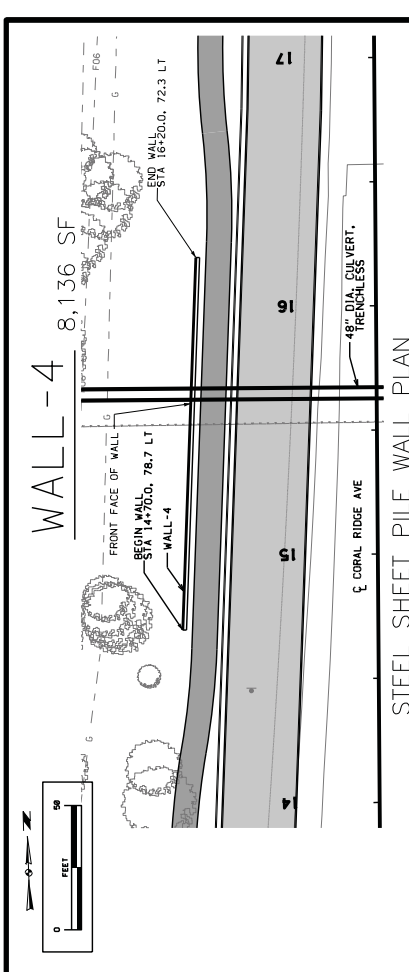 WALL-4
8,136 SF
F06
G
G
G
G
END WALL
STA 16+20.0, 72.3 LT
FRONT FACE OF WALL
BEGIN WALL
STA 14+70.0, 78.7 LT
WALL-4
14
15
16
17
48" DIA. CULVERT,
TRENCHLESS
℄ CORAL RIDGE AVE
STEEL SHEET PILE WALL PLAN
N
0
50
FEET